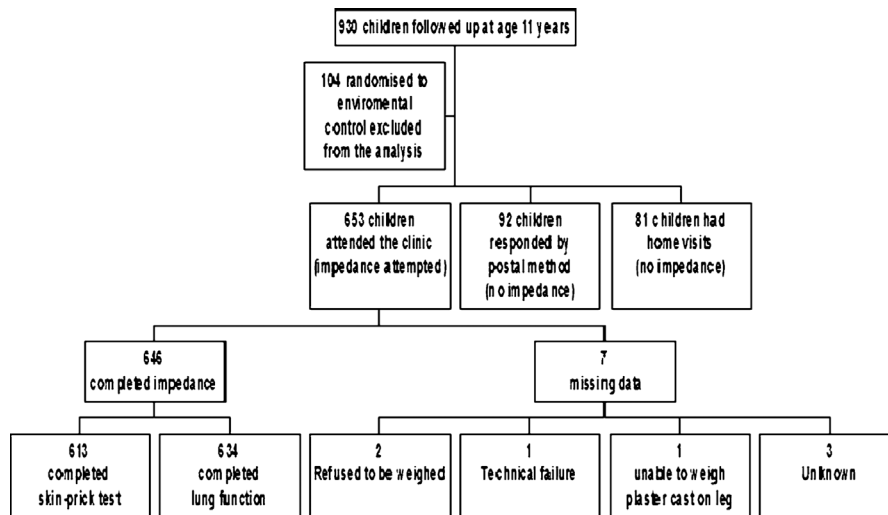 930 children followed up at age 11 years
104 randomised to
enviromental
control excluded
from the analysis
653 children
attended the clinic
(impedance attempted)
92 children
responded by
postal method
(no impedance)
81 children had
home visits
(no impedance)
646
completed impedance
7
missing data
613
completed
skin-prick test
634
completed
lung function
2
Refused to be weighed
1
Technical failure
1
unable to weigh
plaster cast on leg
3
Unknown